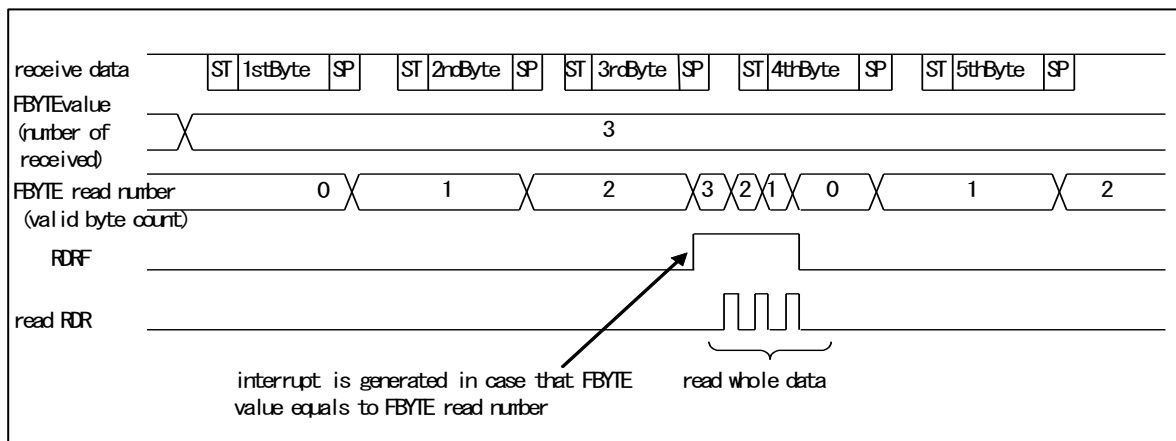 receive data ST 1stByte SP ST 2ndByte SP ST 3rdByte SP ST 4thByte SP ST 5thByte SP
FBYTEvalue
(number of
received)
3
FBYTE read number
(valid byte count)
0 1 2 3 2 1 0 1 2
RDRF
read RDR
interrupt is generated in case that FBYTE
value equals to FBYTE read number
read whole data